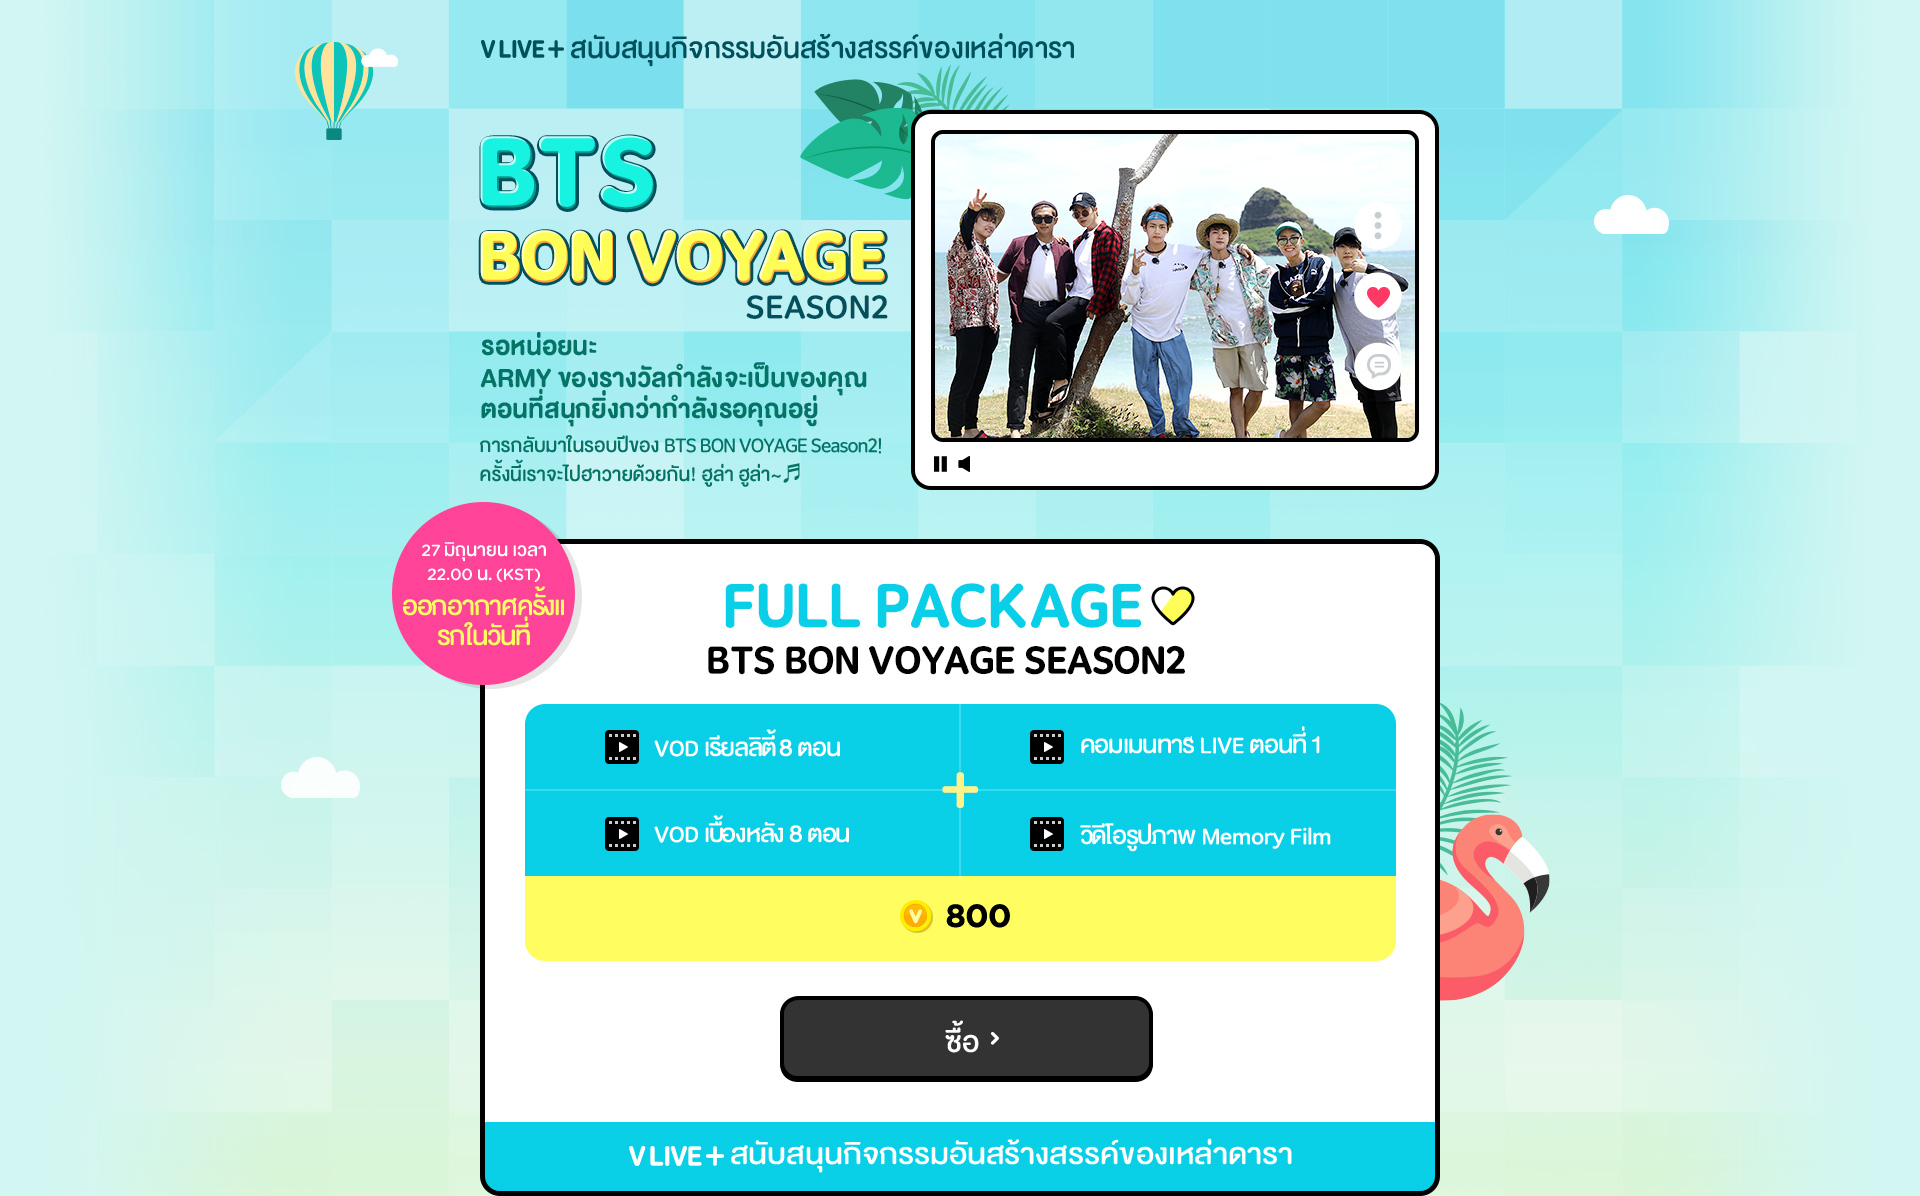 V LIVE+ สนับสนุนกิจกรรมอันสร้างสรรค์ของเหล่าดารา
BTS
BON VOYAGE
SEASON2
รอหน่อยนะ
ARMY ของรางวัลกำลังจะเป็นของคุณ
ตอนที่สนุกยิ่งกว่ากำลังรอคุณอยู่
การกลับมาในรอบปีของ BTS BON VOYAGE Season2!
ครั้งนี้เราจะไปฮาวายด้วยกัน! ฮูล่า ฮูล่า~♬
27 มิถุนายน เวลา
22.00 น. (KST)
ออกอากาศครั้งแ
รกในวันที่
FULL PACKAGE
BTS BON VOYAGE SEASON2
VOD เรียลลิตี้ 8 ตอน
คอมเมนทารี LIVE ตอนที่ 1
+
VOD เบื้องหลัง 8 ตอน
วิดีโอรูปภาพ Memory Film
V 800
ซื้อ ›
V LIVE+ สนับสนุนกิจกรรมอันสร้างสรรค์ของเหล่าดารา